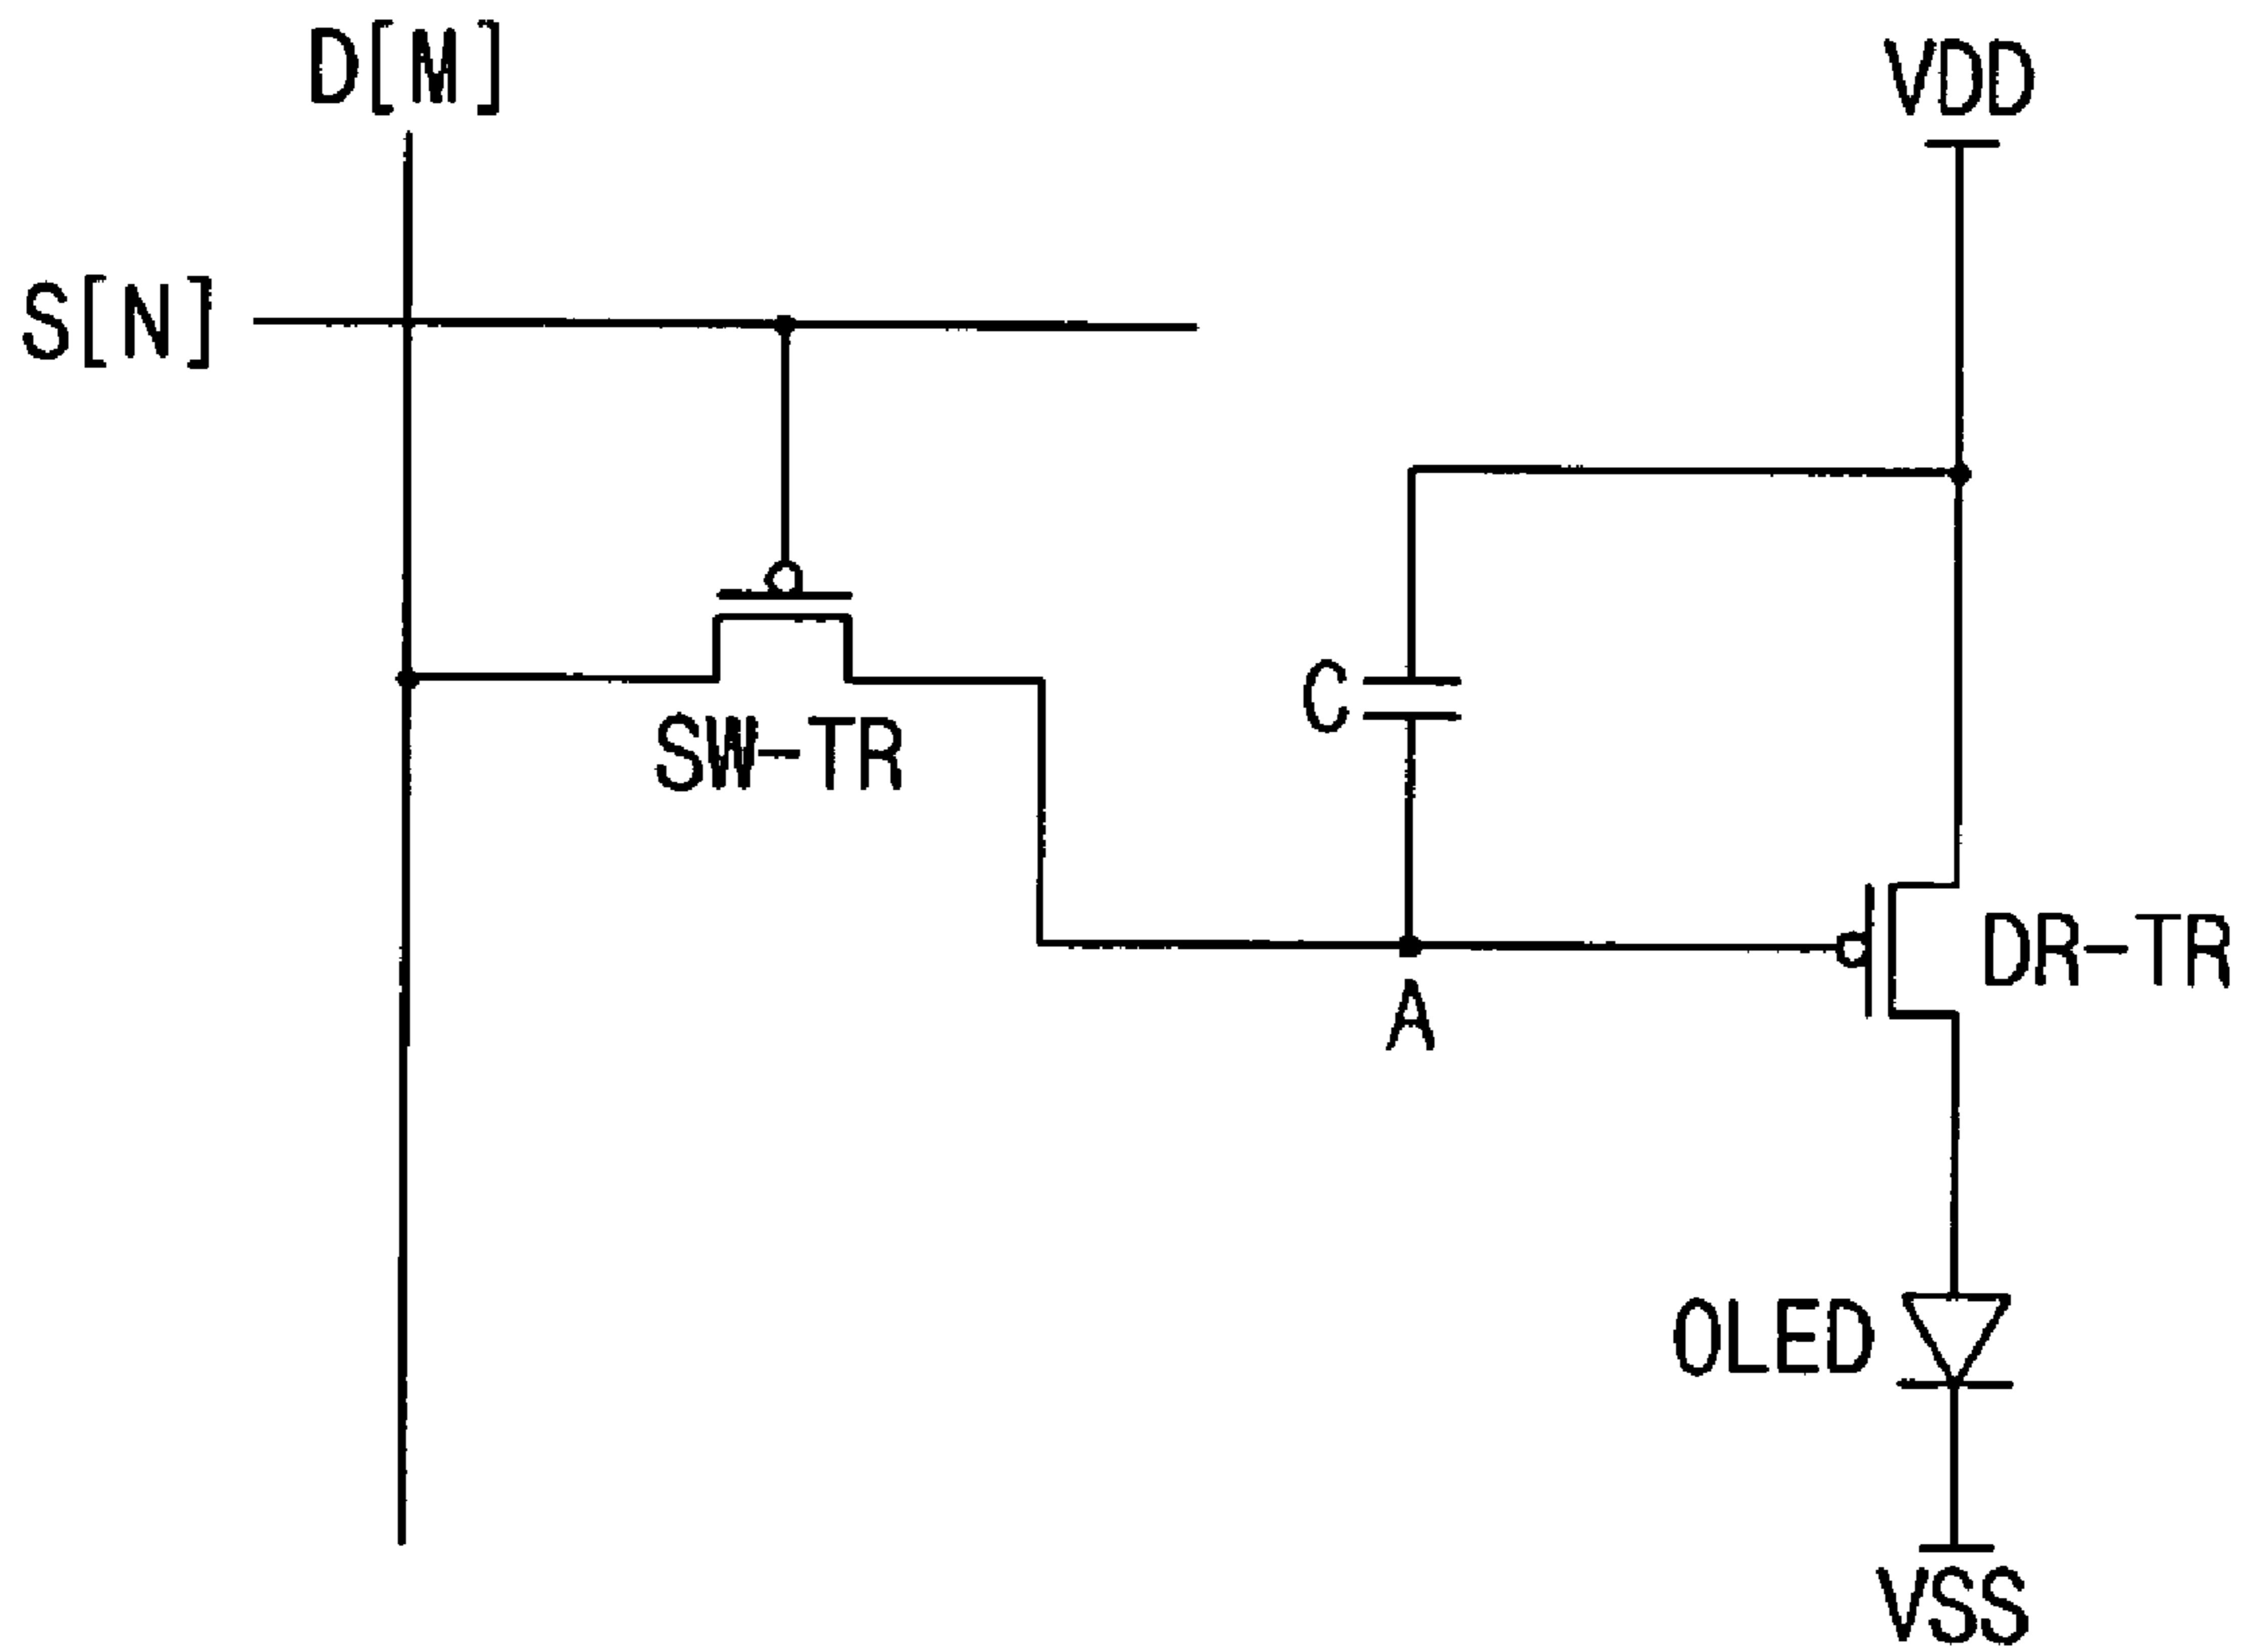 D[M]
VDD
S[N]
C
SW-TR
DR-TR
A
OLED
VSS